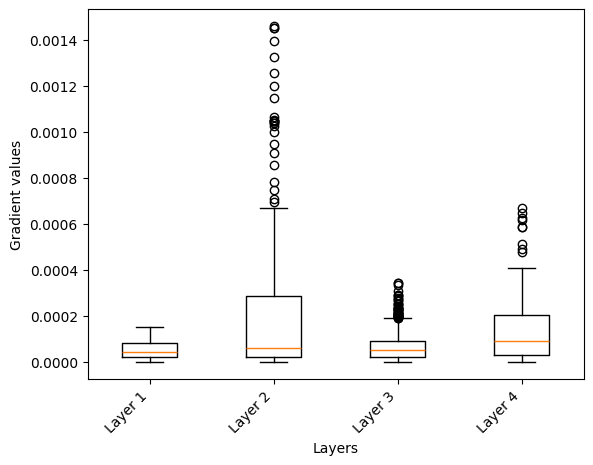 Gradient values
0.0014
0.0012
0.0010
0.0008
0.0006
0.0004
0.0002
0.0000
Layer 1
Layer 2
Layer 3
Layer 4
Layers